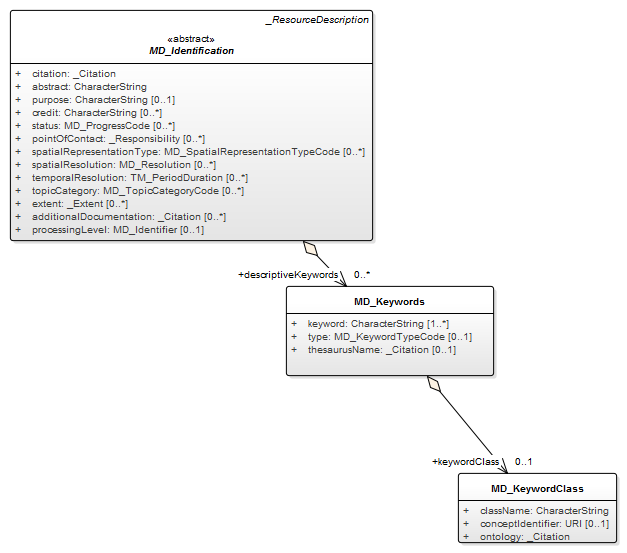 _ResourceDescription
«abstract»
MD_Identification
+ citation: _Citation
+ abstract: CharacterString
+ purpose: CharacterString [0..1]
+ credit: CharacterString [0..*]
+ status: MD_ProgressCode [0..*]
+ pointOfContact: _Responsibility [0..*]
+ spatialRepresentationType: MD_SpatialRepresentationTypeCode [0..*]
+ spatialResolution: MD_Resolution [0..*]
+ temporalResolution: TM_PeriodDuration [0..*]
+ topicCategory: MD_TopicCategoryCode [0..*]
+ extent: _Extent [0..*]
+ additionalDocumentation: _Citation [0..*]
+ processingLevel: MD_Identifier [0..1]
+descriptiveKeywords 0..*
MD_Keywords
+ keyword: CharacterString [1..*]
+ type: MD_KeywordTypeCode [0..1]
+ thesaurusName: _Citation [0..1]
+keywordClass 0..1
MD_KeywordClass
+ className: CharacterString
+ conceptIdentifier: URI [0..1]
+ ontology: _Citation